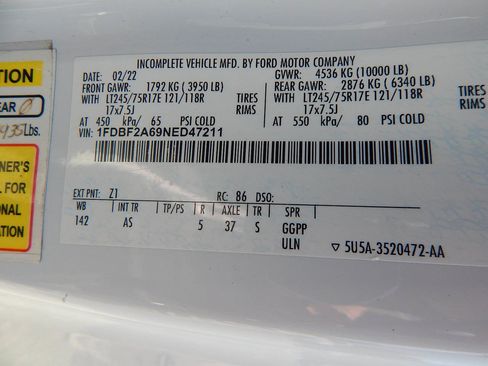 INCOMPLETE VEHICLE MFD. BY FORD MOTOR COMPANY
DATE: 02/22 GVWR: 4536 KG (10000 LB)
FRONT GAWR: 1792 KG ( 3950 LB) REAR GAWR: 2876 KG ( 6340 LB)
WITH LT245/75R17E 121/118R TIRES WITH LT245/75R17E 121/118R TIRES
17x7.5J RIMS 17x7.5J RIMS
AT 450 kPa/ 65 PSI COLD AT 550 kPa/ 80 PSI COLD
VIN: 1FDBF2A69NED47211
EXT PNT: Z1 RC: 86 DSO:
WB INT TR TP/PS R AXLE TR SPR
142 AS 5 37 S GGPP
ULN ▽ 5U5A-3520472-AA
TION
EAR 0
935 Lbs.
NER'S
L FOR
ONAL
ATION